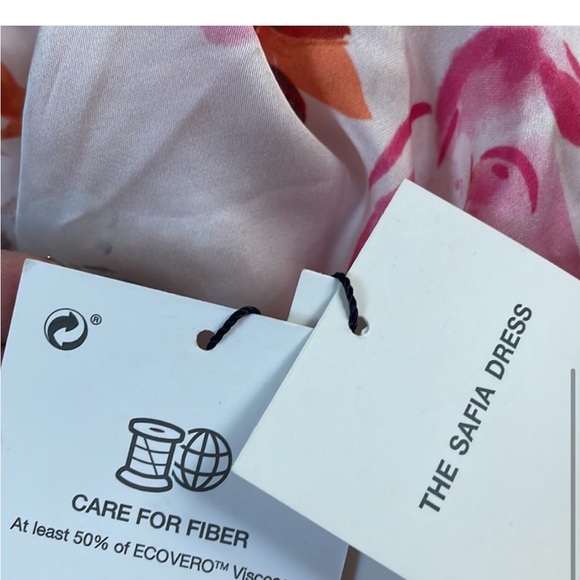 ®
CARE FOR FIBER
At least 50% of ECOVERO™
THE SAFIA DRESS